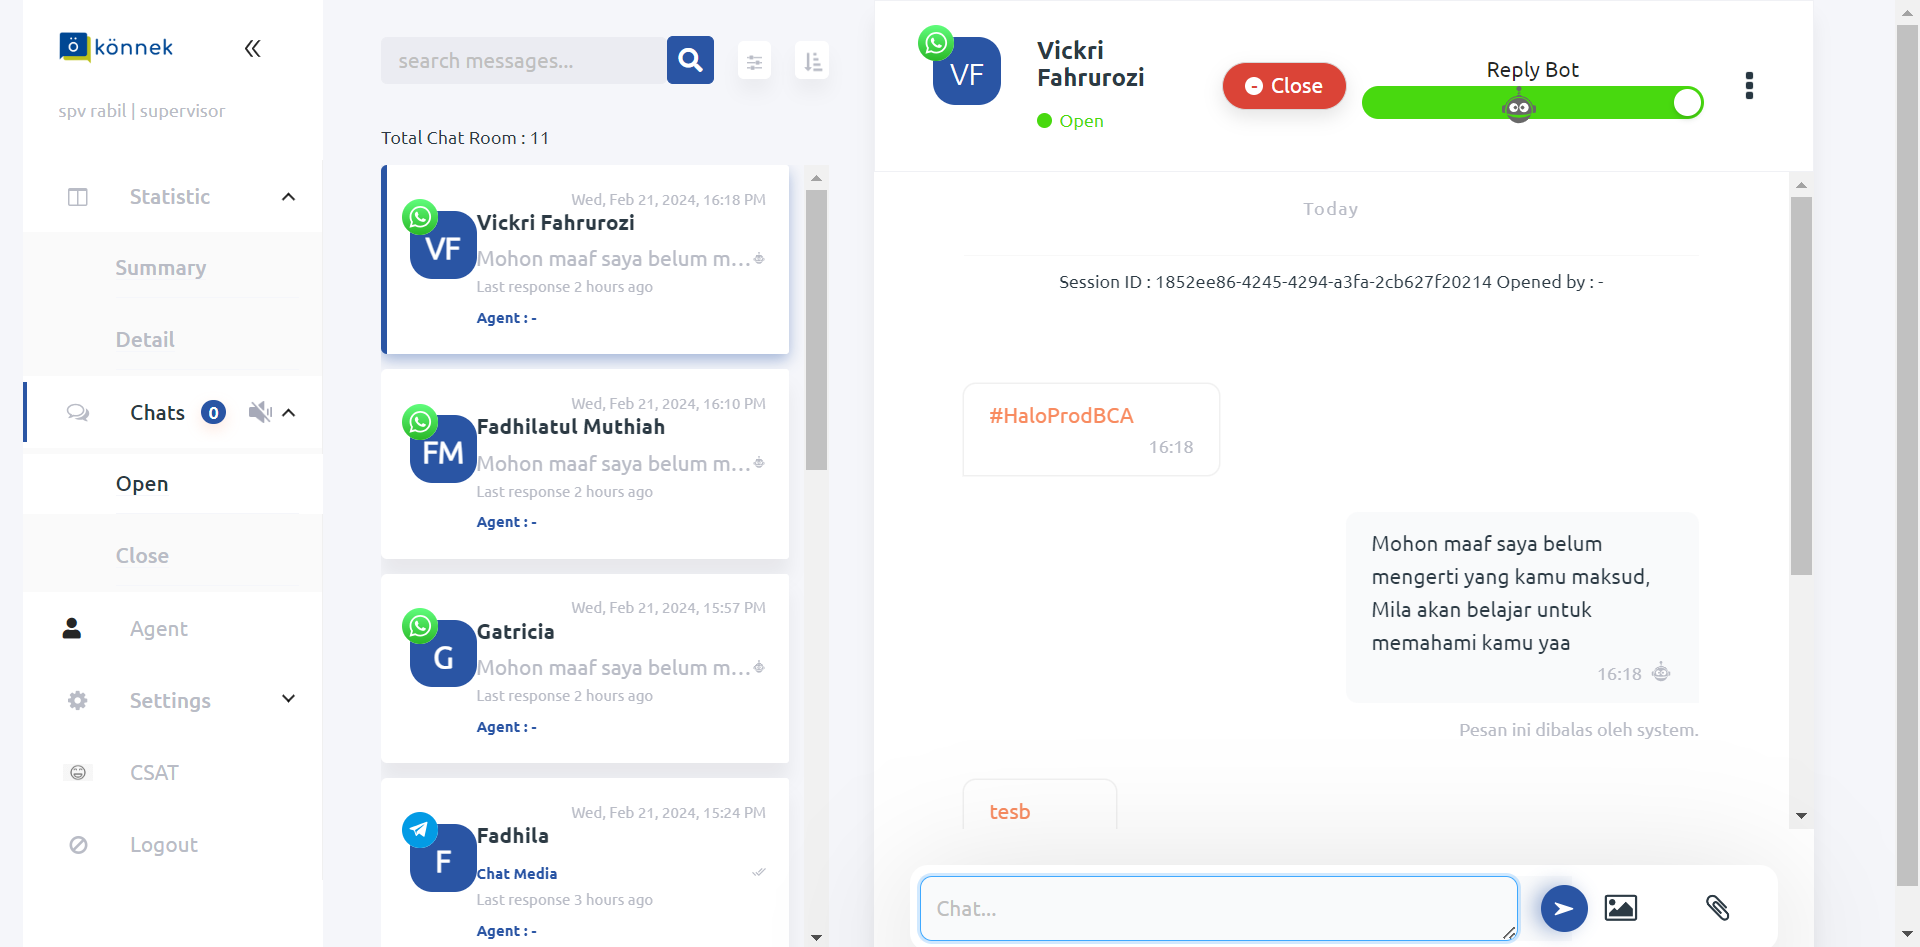 könnek
spv rabil | supervisor
Statistic
Summary
Detail
Chats 0
Open
Close
Agent
Settings
CSAT
Logout
search messages...
Total Chat Room : 11
Wed, Feb 21, 2024, 16:18 PM
VF
Vickri Fahrurozi
Mohon maaf saya belum m...
Last response 2 hours ago
Agent : -
Wed, Feb 21, 2024, 16:10 PM
FM
Fadhilatul Muthiah
Mohon maaf saya belum m...
Last response 2 hours ago
Agent : -
Wed, Feb 21, 2024, 15:57 PM
G
Gatricia
Mohon maaf saya belum m...
Last response 2 hours ago
Agent : -
Wed, Feb 21, 2024, 15:24 PM
F
Fadhila
Chat Media
Last response 3 hours ago
Agent : -
VF
Vickri
Fahrurozi
Open
Close
Reply Bot
Today
Session ID : 1852ee86-4245-4294-a3fa-2cb627f20214 Opened by : -
#HaloProdBCA
16:18
Mohon maaf saya belum
mengerti yang kamu maksud,
Mila akan belajar untuk
memahami kamu yaa
16:18
Pesan ini dibalas oleh system.
tesb
Chat...